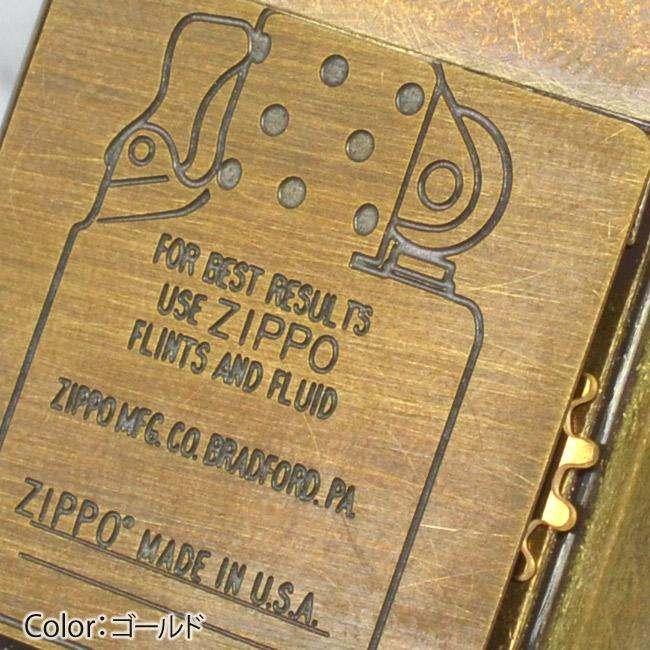 FOR BEST RESULTS
USE ZIPPO
FLINTS AND FLUID
ZIPPO MFG. CO. BRADFORD. PA.
ZIPPO® MADE IN U.S.A.
Color：ゴールド